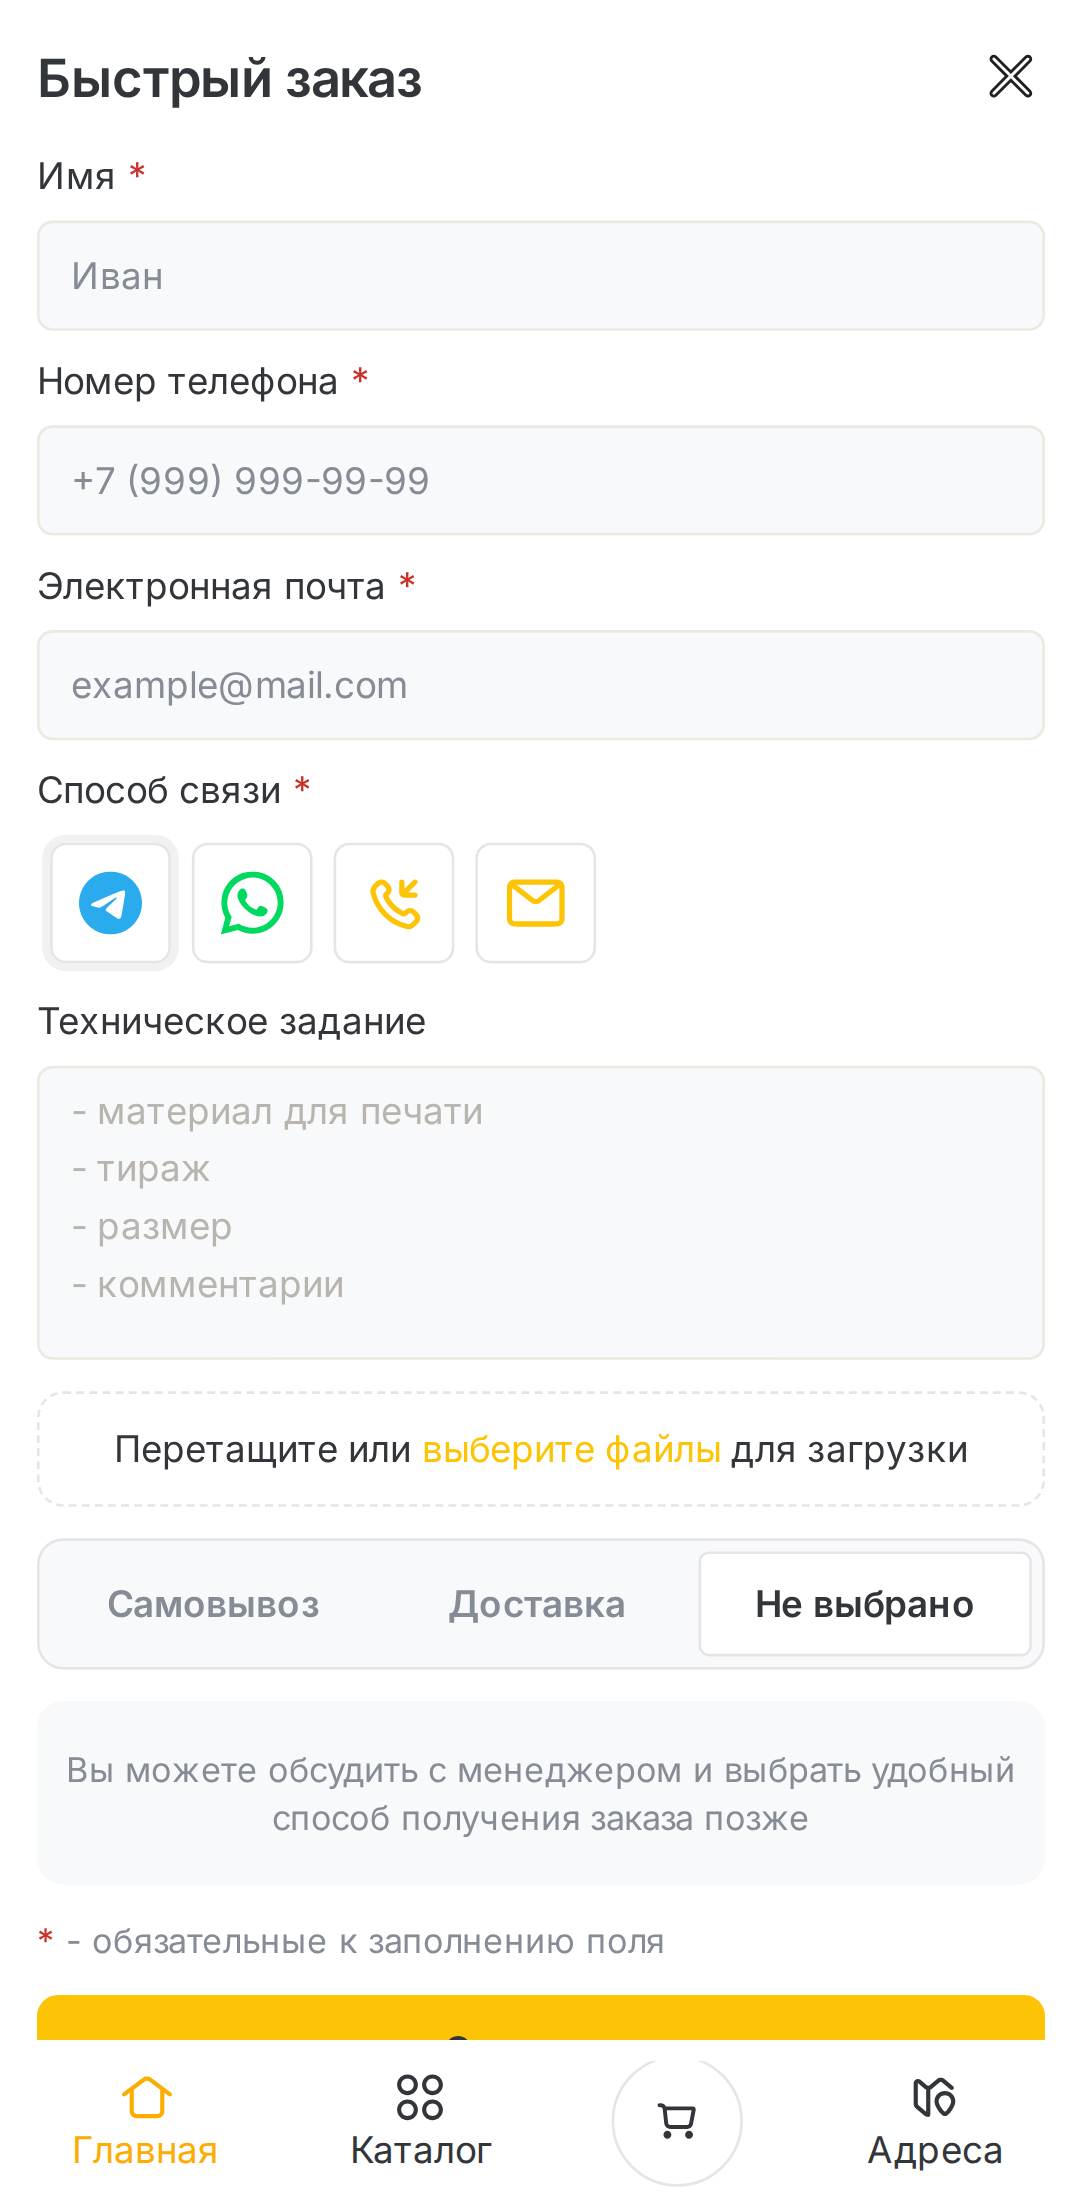 Быстрый заказ
Имя *
Иван
Номер телефона *
+7 (999) 999-99-99
Электронная почта *
example@mail.com
Способ связи *
Техническое задание
- материал для печати
- тираж
- размер
- комментарии
Перетащите или выберите файлы для загрузки
Самовывоз Доставка Не выбрано
Вы можете обсудить с менеджером и выбрать удобный
способ получения заказа позже
* - обязательные к заполнению поля
Главная Каталог Адреса